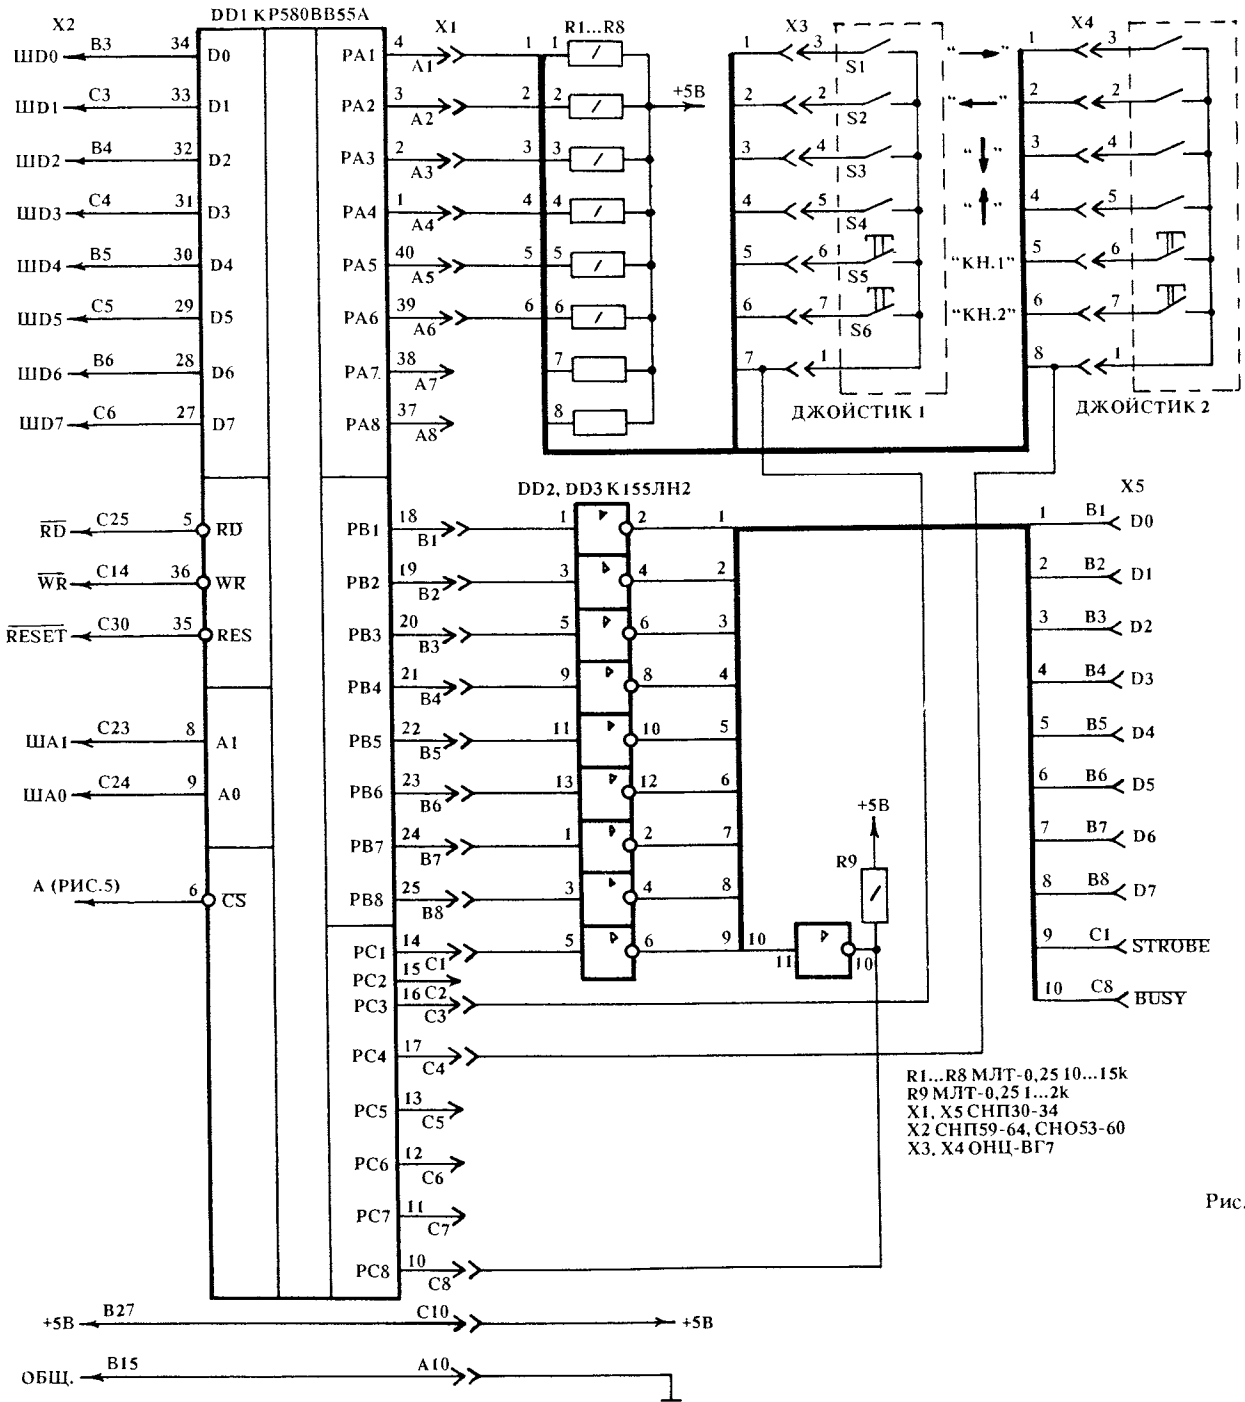 X2
DD1 КР580ВВ55А
X1
R1...R8
X3
X4
ШD0 B3 34 D0
PA1 4 A1 1 1
1 3 S1 “→” 1 3
ШD1 C3 33 D1
PA2 3 A2 2 2 +5В
2 2 S2 “←” 2 2
ШD2 B4 32 D2
PA3 2 A3 3 3
3 4 S3 “↓” 3 4
ШD3 C4 31 D3
PA4 1 A4 4 4
4 5 S4 “↑” 4 5
ШD4 B5 30 D4
PA5 40 A5 5 5
5 6 S5 “КН.1” 5 6
ШD5 C5 29 D5
PA6 39 A6 6 6
6 7 S6 “КН.2” 6 7
ШD6 B6 28 D6
PA7 38 A7 7
7 1 8 1
ШD7 C6 27 D7
PA8 37 A8 8
ДЖОЙСТИК 1
ДЖОЙСТИК 2
DD2, DD3 К155ЛН2
X5
R̅D̅ C25 5 RD
PB1 18 B1 1 2 1
1 B1 D0
W̅R̅ C14 36 WR
PB2 19 B2 3 4 2
2 B2 D1
R̅E̅S̅E̅T̅ C30 35 RES
PB3 20 B3 5 6 3
3 B3 D2
PB4 21 B4 9 8 4
4 B4 D3
ША1 C23 8 A1
PB5 22 B5 11 10 5
5 B5 D4
ША0 C24 9 A0
PB6 23 B6 13 12 6
6 B6 D5
+5В
PB7 24 B7 1 2 7
R9
7 B7 D6
А (РИС.5) 6 C̅S̅
PB8 25 B8 3 4 8
8 B8 D7
PC1 14 C1 5 6 9 10 11 10
9 C1 S̅T̅R̅O̅B̅E̅
PC2 15 C2
PC3 16 C3
10 C8 B̅U̅S̅Y̅
PC4 17 C4
R1...R8 МЛТ-0,25 10...15k
R9 МЛТ-0,25 1...2k
X1, X5 СНП30-34
X2 СНП59-64, СНО53-60
X3, X4 ОНЦ-ВГ7
PC5 13 C5
PC6 12 C6
PC7 11 C7
Рис.
PC8 10 C8
+5В B27 C10 +5В
ОБЩ. B15 A10